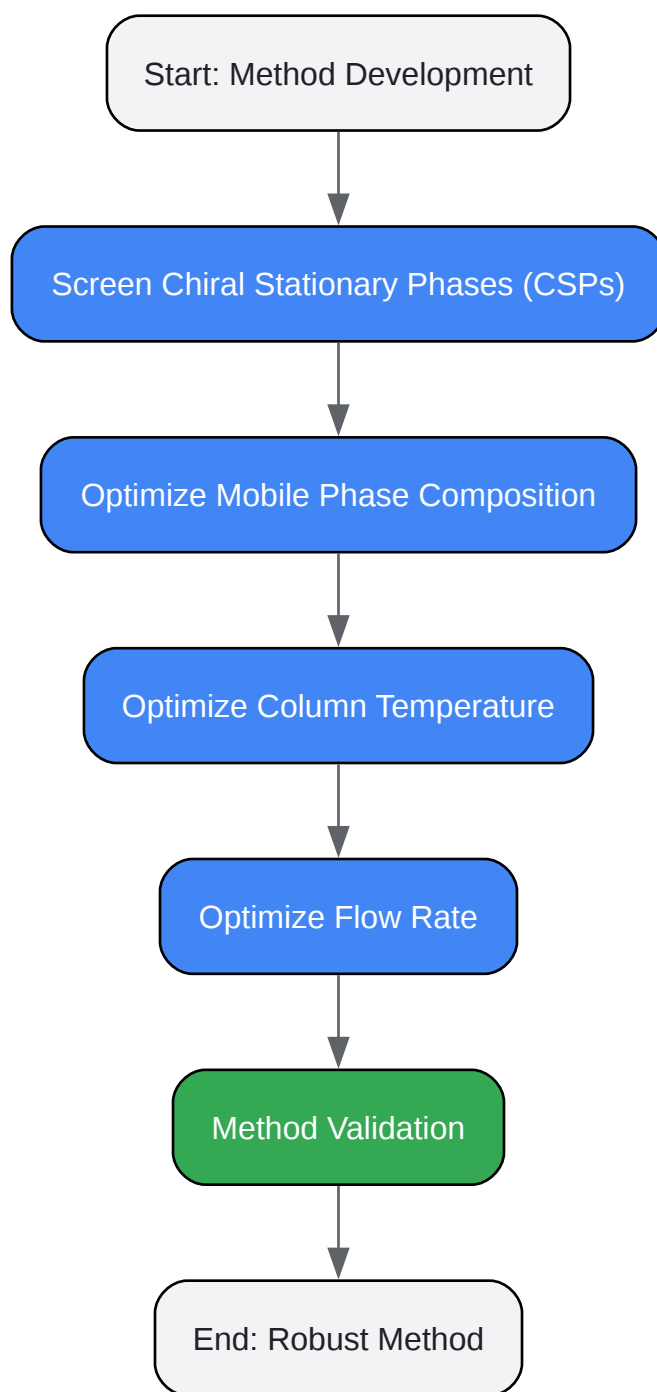 Start: Method Development
Screen Chiral Stationary Phases (CSPs)
Optimize Mobile Phase Composition
Optimize Column Temperature
Optimize Flow Rate
Method Validation
End: Robust Method